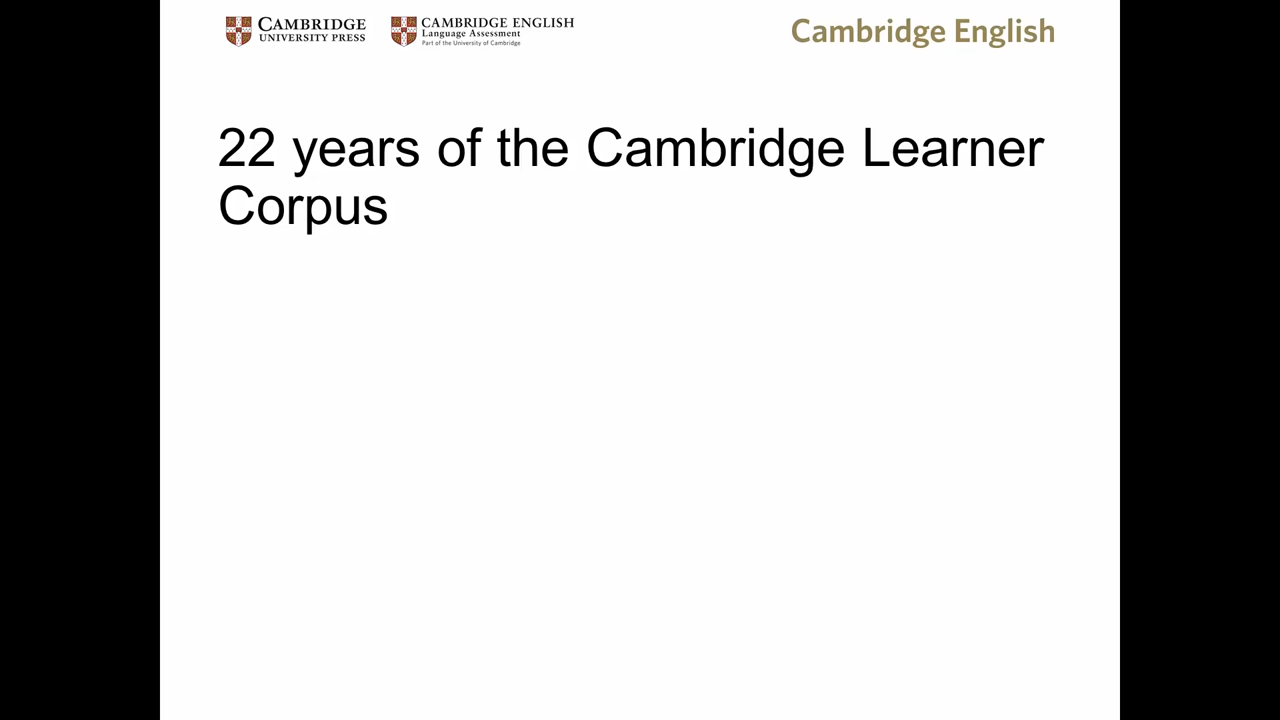 CAMBRIDGE
UNIVERSITY PRESS
CAMBRIDGE ENGLISH
Language Assessment
Part of the University of Cambridge
Cambridge English
22 years of the Cambridge Learner
Corpus